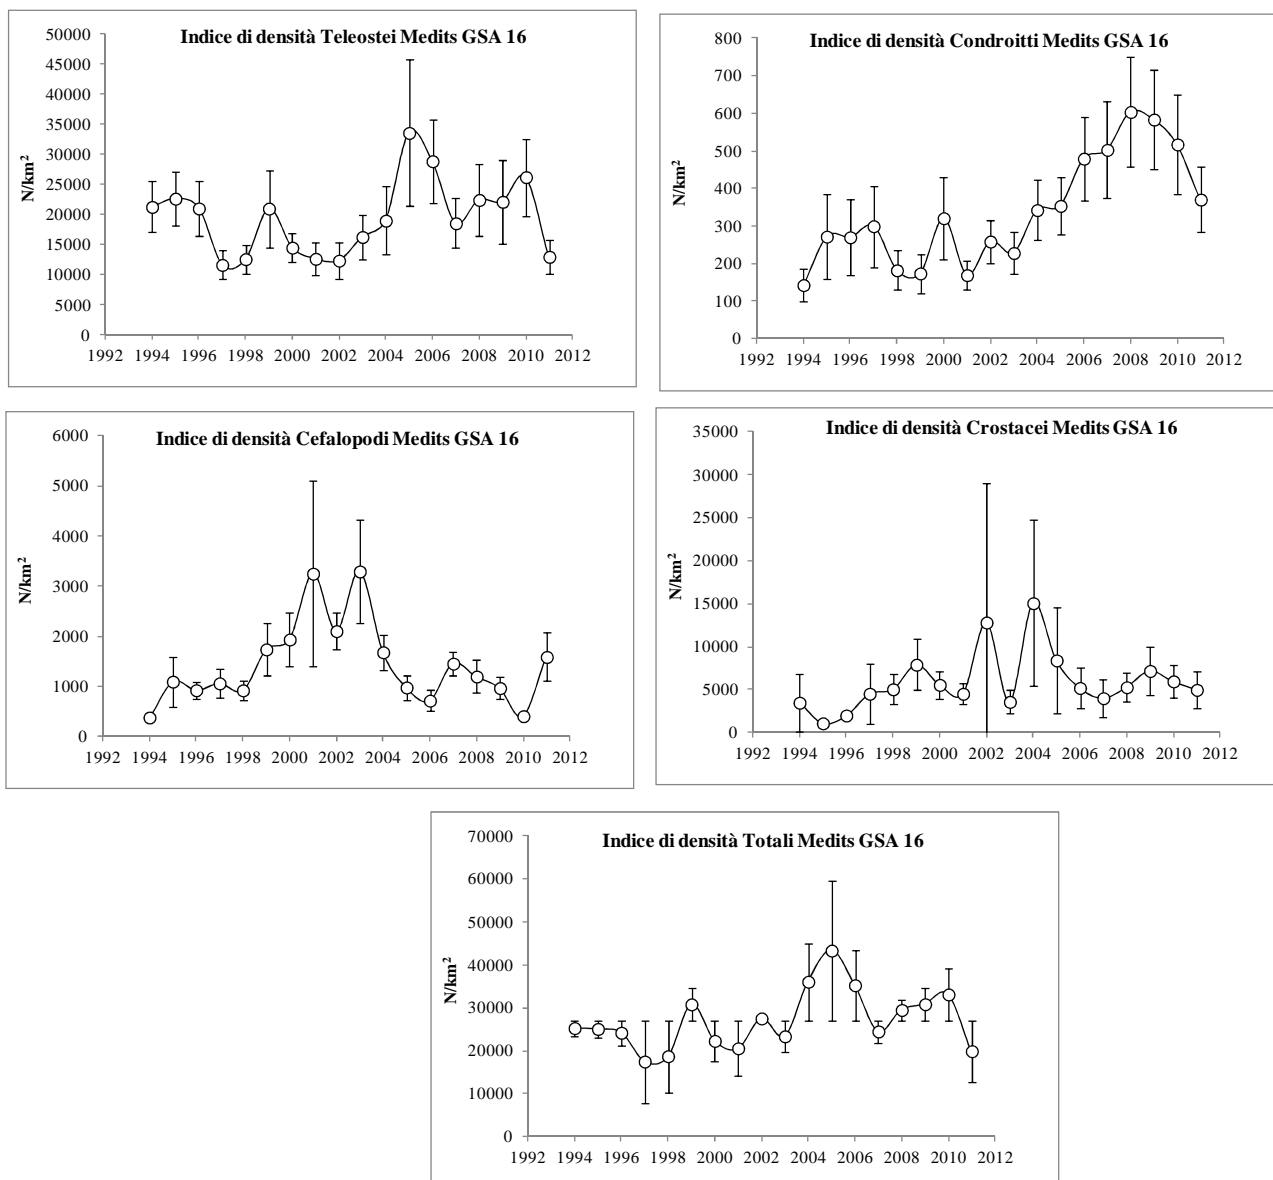 Indice di densità Teleostei Medits GSA 16
N/km²
50000
45000
40000
35000
30000
25000
20000
15000
10000
5000
0
1992 1994 1996 1998 2000 2002 2004 2006 2008 2010 2012
Indice di densità Condroitti Medits GSA 16
N/km²
800
700
600
500
400
300
200
100
0
1992 1994 1996 1998 2000 2002 2004 2006 2008 2010 2012
Indice di densità Cefalopodi Medits GSA 16
N/km²
6000
5000
4000
3000
2000
1000
0
1992 1994 1996 1998 2000 2002 2004 2006 2008 2010 2012
Indice di densità Crostacei Medits GSA 16
N/km²
35000
30000
25000
20000
15000
10000
5000
0
1992 1994 1996 1998 2000 2002 2004 2006 2008 2010 2012
Indice di densità Totali Medits GSA 16
N/km²
70000
60000
50000
40000
30000
20000
10000
0
1992 1994 1996 1998 2000 2002 2004 2006 2008 2010 2012